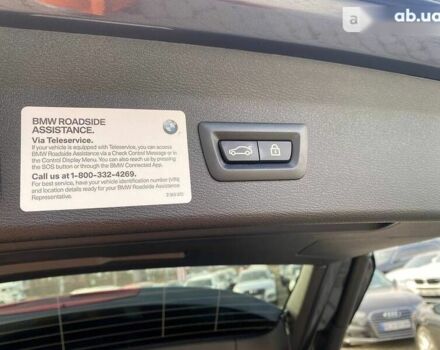 ab.ua
BMW ROADSIDE
ASSISTANCE.
Via Teleservice.
If your vehicle is equipped with Teleservice, you can access
BMW Roadside Assistance via a Check Control Message or in
the Control Display Menu. You can also reach us by pressing
the SOS button or through the BMW Connected App.
Call us at 1-800-332-4269.
For best service, have your vehicle identification number (VIN)
and location details ready for your BMW Roadside Assistance
Representative.